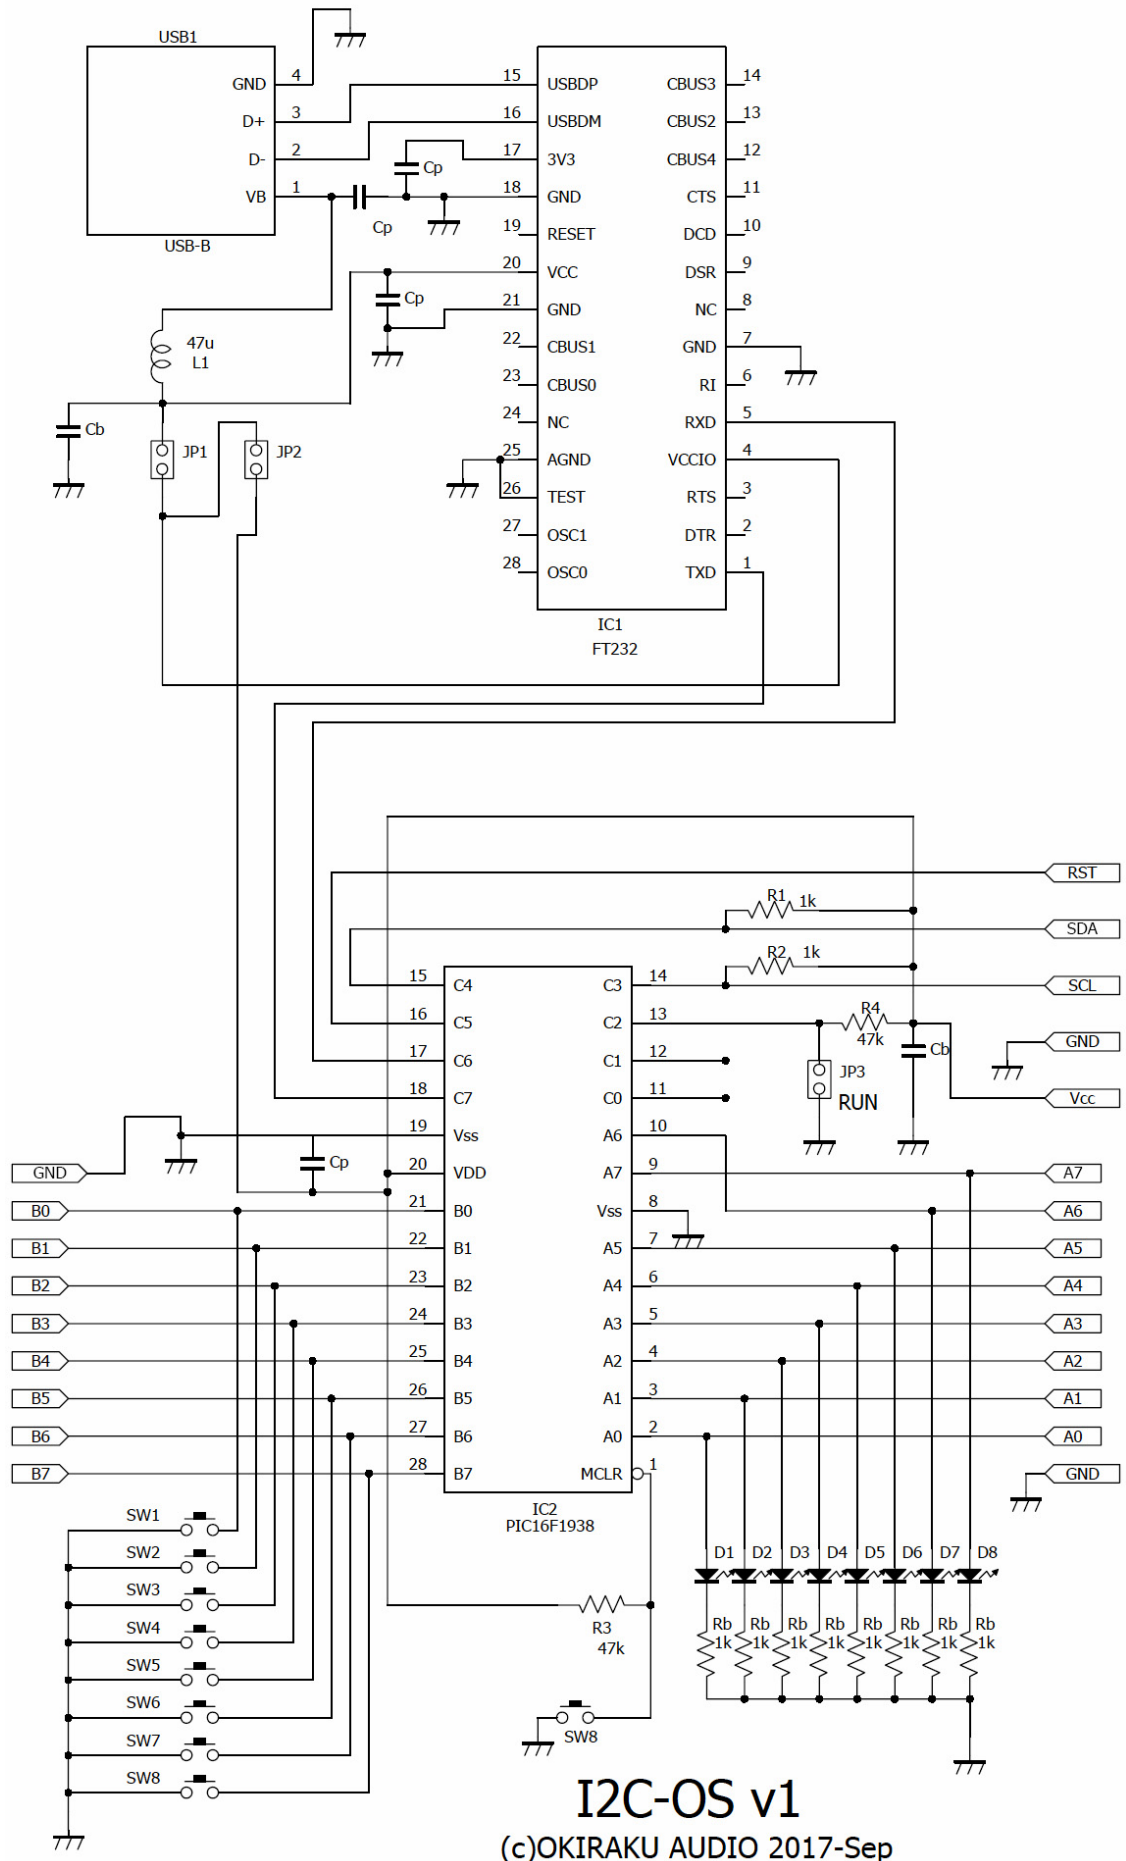 USB1
GND 4
D+ 3
D- 2
VB 1
USB-B
Cp
Cp
Cp
47u
L1
Cb
JP1
JP2
15 USBDP CBUS3 14
16 USBDM CBUS2 13
17 3V3 CBUS4 12
18 GND CTS 11
19 RESET DCD 10
20 VCC DSR 9
21 GND NC 8
22 CBUS1 GND 7
23 CBUS0 RI 6
24 NC RXD 5
25 AGND VCCIO 4
26 TEST RTS 3
27 OSC1 DTR 2
28 OSC0 TXD 1
IC1
FT232
RST
R1 1k
SDA
R2 1k
SCL
R4
47k
Cb
GND
JP3
RUN
Vcc
15 C4 C3 14
16 C5 C2 13
17 C6 C1 12
18 C7 C0 11
19 Vss A6 10
Cp
GND 20 VDD A7 9 A7
B0 21 B0 Vss 8 A6
B1 22 B1 A5 7 A5
B2 23 B2 A4 6 A4
B3 24 B3 A3 5 A3
B4 25 B4 A2 4 A2
B5 26 B5 A1 3 A1
B6 27 B6 A0 2 A0
B7 28 B7 MCLR 1 GND
IC2
PIC16F1938
SW1
SW2
SW3
SW4
SW5
SW6
SW7
SW8
R3
47k
SW8
D1 D2 D3 D4 D5 D6 D7 D8
Rb Rb Rb Rb Rb Rb Rb Rb
1k 1k 1k 1k 1k 1k 1k 1k
I2C-OS v1
(c)OKIRAKU AUDIO 2017-Sep